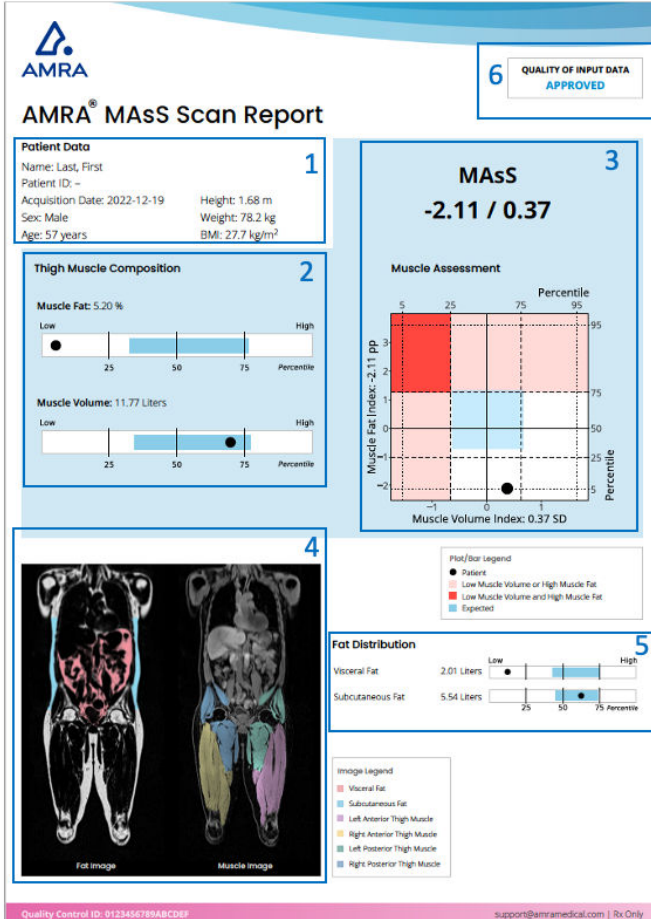 AMRA
6
QUALITY OF INPUT DATA
APPROVED
AMRA® MAsS Scan Report
Patient Data
1
Name: Last, First
Patient ID: –
Acquisition Date: 2022-12-19
Height: 1.68 m
Sex: Male
Weight: 78.2 kg
Age: 57 years
BMI: 27.7 kg/m²
3
MAsS
-2.11 / 0.37
Thigh Muscle Composition
2
Muscle Fat: 5.20 %
Low High
25 50 75 Percentile
Muscle Volume: 11.77 Liters
Low High
25 50 75 Percentile
Muscle Assessment
Percentile
5 25 75 95
95
75
50
25
5
Percentile
3
2
1
0
−1
−2
Muscle Fat Index: -2.11 pp
−1 0 1
Muscle Volume Index: 0.37 SD
4
Fat Image
Muscle Image
Plot/Bar Legend
Patient
Low Muscle Volume or High Muscle Fat
Low Muscle Volume and High Muscle Fat
Expected
5
Fat Distribution
Low High
Visceral Fat 2.01 Liters
Subcutaneous Fat 5.54 Liters
25 50 75 Percentile
Image Legend
Visceral Fat
Subcutaneous Fat
Left Anterior Thigh Muscle
Right Anterior Thigh Muscle
Left Posterior Thigh Muscle
Right Posterior Thigh Muscle
Quality Control ID: 0123456789ABCDEF
support@amramedical.com | Rx Only